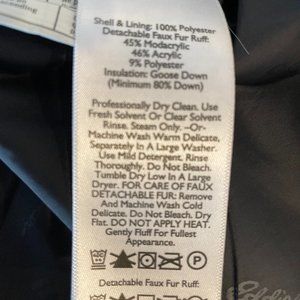 Shell & Lining: 100% Polyester
Detachable Faux Fur Ruff:
45% Modacrylic
46% Acrylic
9% Polyester
Insulation: Goose Down
(Minimum 80% Down)
Professionally Dry Clean. Use
Fresh Solvent Or Clear Solvent
Rinse. Steam Only. –Or-
Machine Wash Warm Delicate,
Separately In A Large Washer.
Use Mild Detergent. Rinse
Thoroughly. Do Not Bleach.
Tumble Dry Low In A Large
Dryer. FOR CARE OF FAUX
DETACHABLE FUR: Remove
And Machine Wash Cold
Delicate. Do Not Bleach. Dry
Flat. DO NOT APPLY HEAT.
Gently Fluff For Fullest
Appearance.
P
Detachable Faux Fur Ruff: